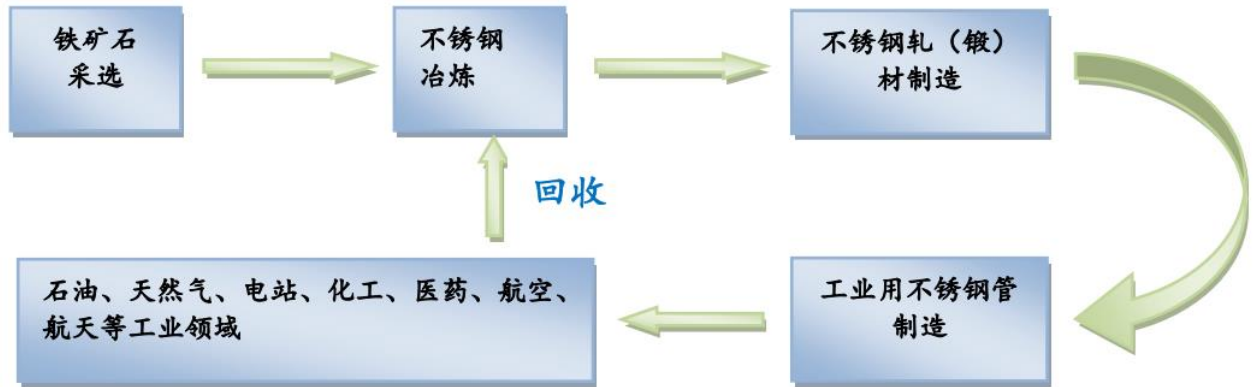 铁矿石
采选
不锈钢
冶炼
不锈钢轧（锻）
材制造
回收
石油、天然气、电站、化工、医药、航空、
航天等工业领域
工业用不锈钢管
制造